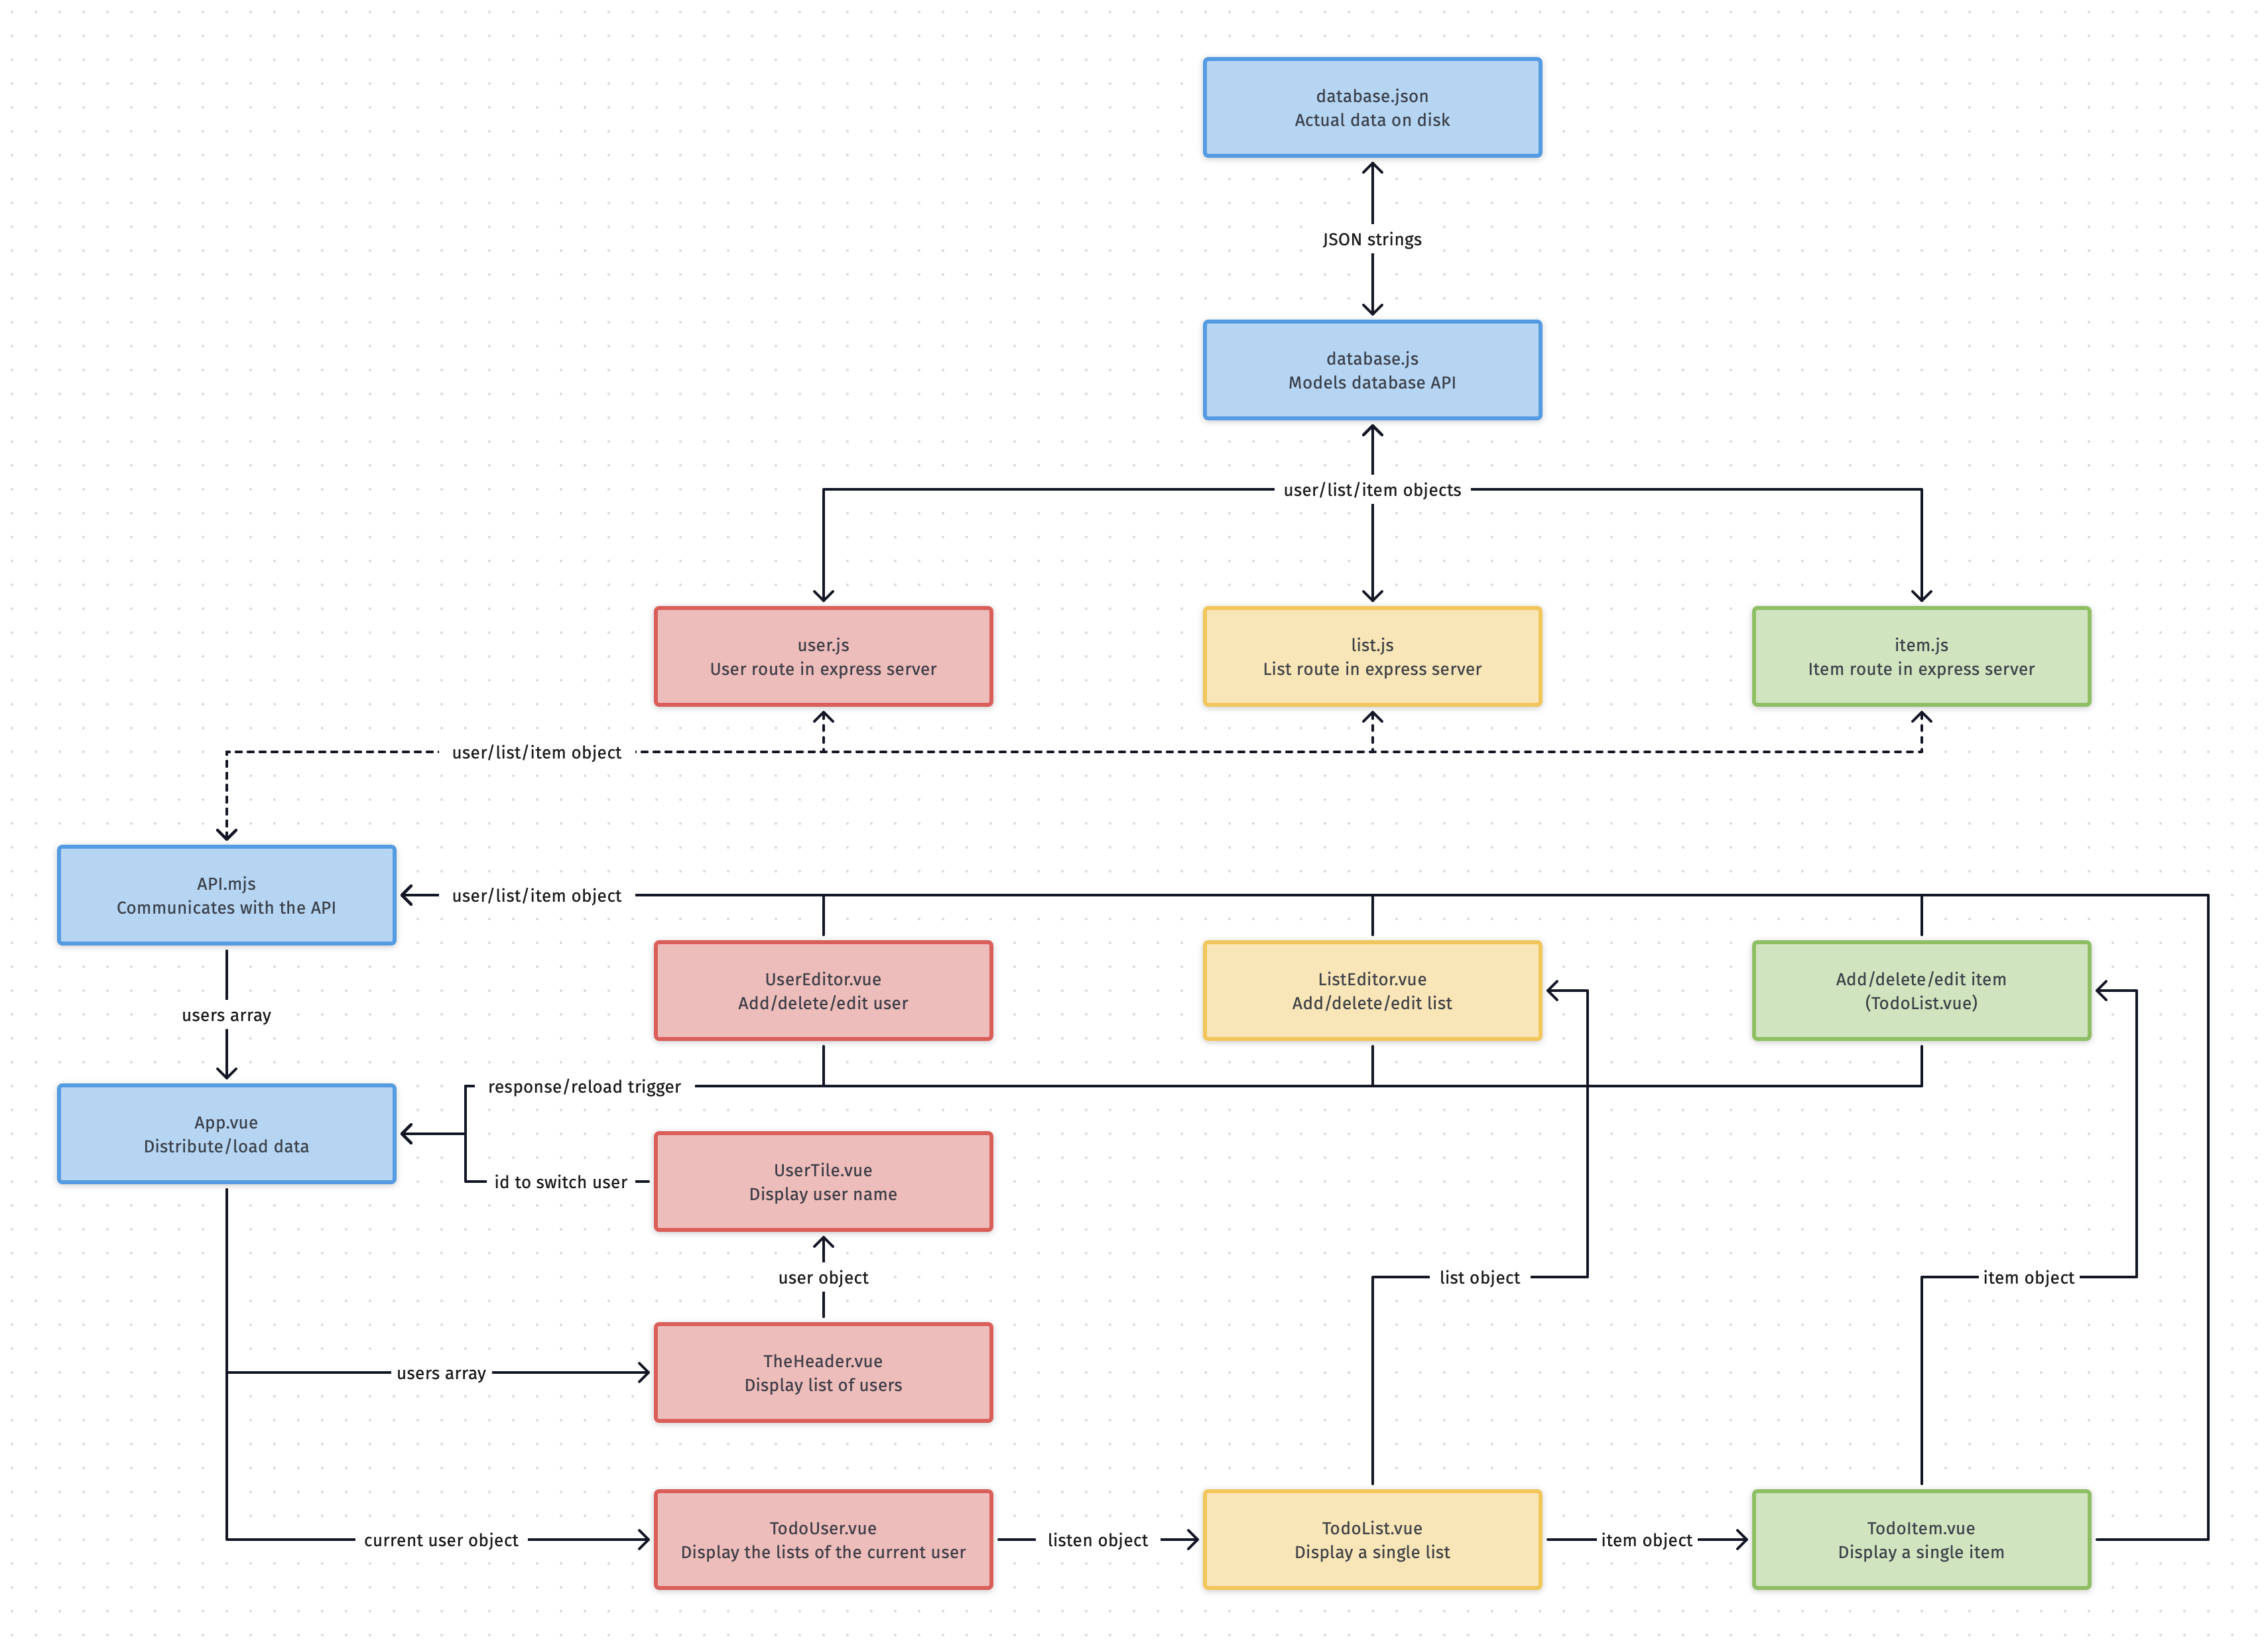 database.json
Actual data on disk
JSON strings
database.js
Models database API
user/list/item objects
user.js
User route in express server
list.js
List route in express server
item.js
Item route in express server
user/list/item object
API.mjs
Communicates with the API
user/list/item object
UserEditor.vue
Add/delete/edit user
ListEditor.vue
Add/delete/edit list
Add/delete/edit item
(TodoList.vue)
users array
response/reload trigger
App.vue
Distribute/load data
UserTile.vue
Display user name
id to switch user
user object
list object
item object
TheHeader.vue
Display list of users
users array
current user object
TodoUser.vue
Display the lists of the current user
listen object
TodoList.vue
Display a single list
item object
TodoItem.vue
Display a single item